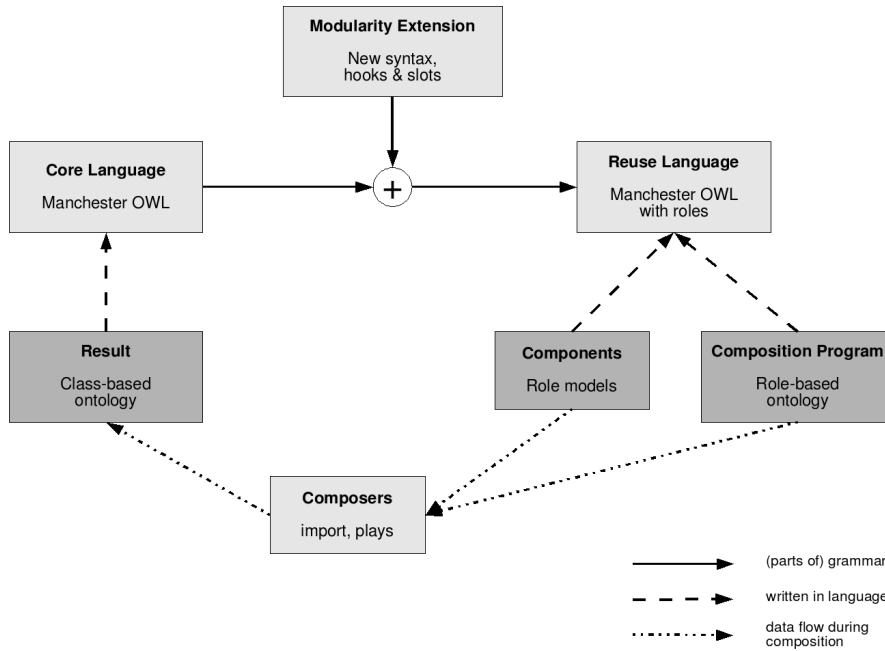 Modularity Extension
New syntax,
hooks & slots
Core Language
Manchester OWL
+
Reuse Language
Manchester OWL
with roles
Result
Class-based
ontology
Components
Role models
Composition Program
Role-based
ontology
Composers
import, plays
(parts of) grammar
written in language
data flow during
composition